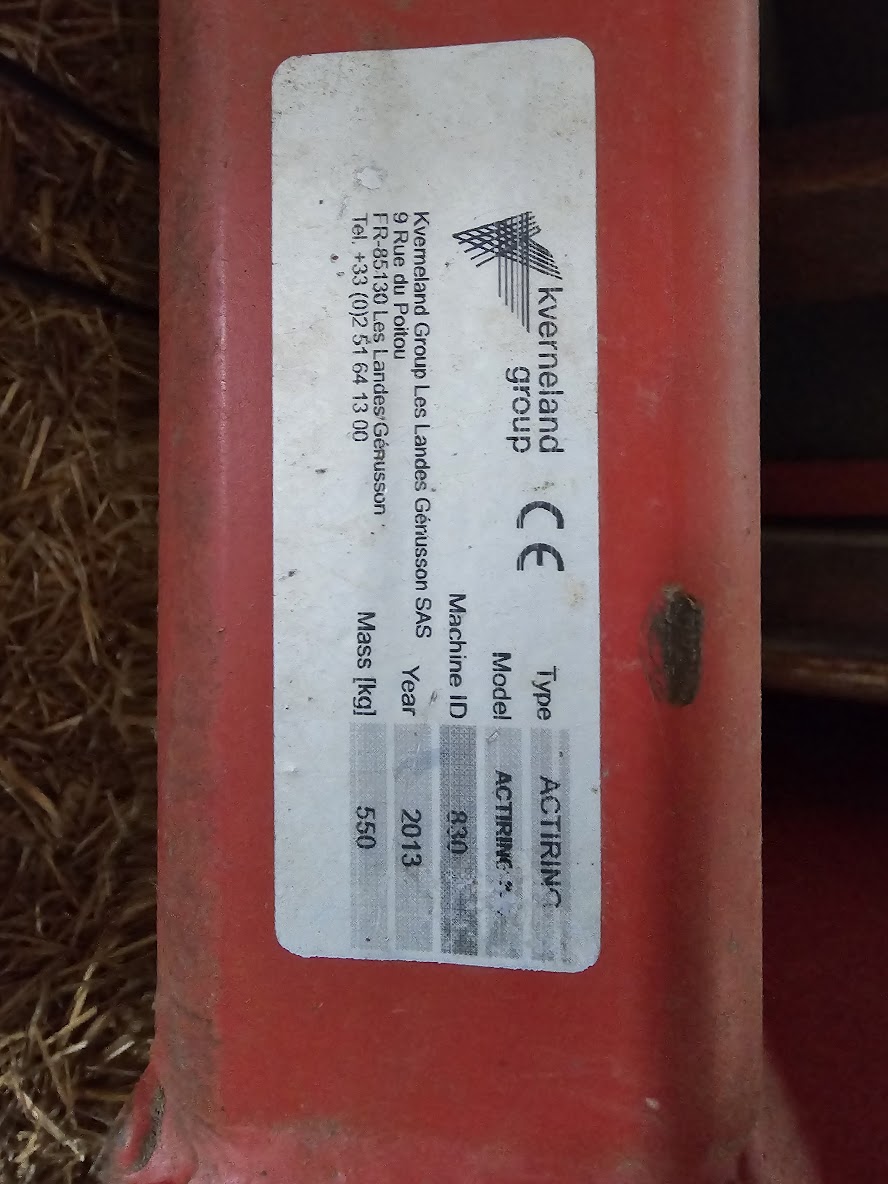 kverneland
group
CE
Kverneland Group Les Landes Génusson SAS
9 Rue du Poitou
FR-85130 Les Landes Génusson
Tel. +33 (0)2 51 64 13 00
Type ACTIRING
Model ACTIRING
Machine ID 830
Year 2013
Mass [kg] 550